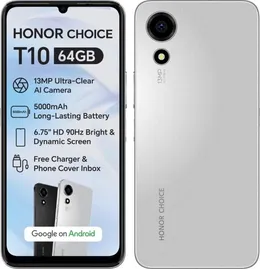 HONOR CHOICE
T10 64GB
13MP Ultra-Clear
AI Camera
5000mAh
Long-Lasting Battery
6.75" HD 90Hz Bright &
Dynamic Screen
Free Charger &
Phone Cover Inbox
Google on Android
HONOR CHOICE